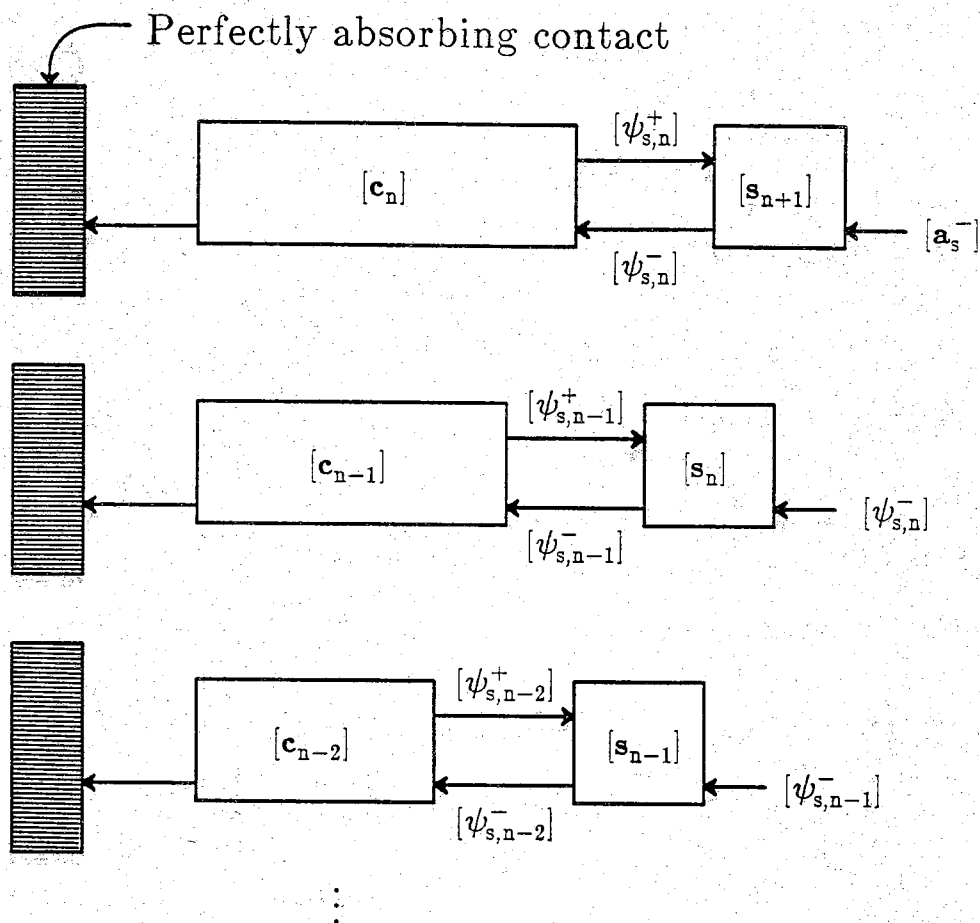 Perfectly absorbing contact
[ψ⁺ₛ,ₙ]
[cₙ]
[sₙ₊₁]
[aₛ⁻]
[ψ⁻ₛ,ₙ]
[ψ⁺ₛ,ₙ₋₁]
[cₙ₋₁]
[sₙ]
[ψ⁻ₛ,ₙ]
[ψ⁻ₛ,ₙ₋₁]
[ψ⁺ₛ,ₙ₋₂]
[cₙ₋₂]
[sₙ₋₁]
[ψ⁻ₛ,ₙ₋₁]
[ψ⁻ₛ,ₙ₋₂]
⋮